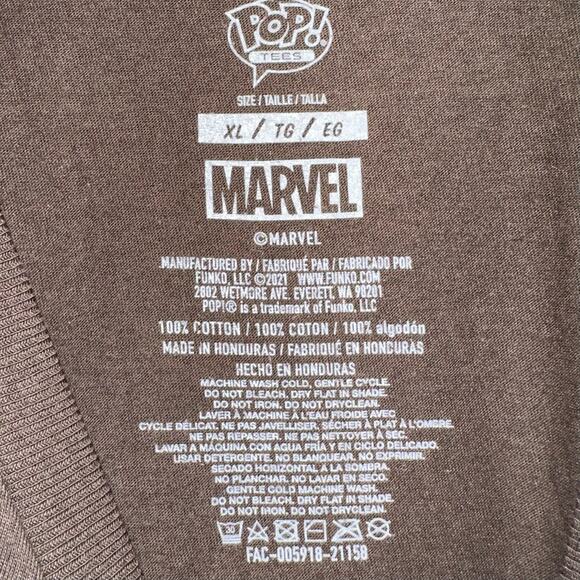 POP!
TEES
SIZE / TAILLE / TALLA
XL / TG / EG
MARVEL
©MARVEL
MANUFACTURED BY / FABRIQUÉ PAR / FABRICADO POR
FUNKO, LLC ©2021 WWW.FUNKO.COM
2802 WETMORE AVE. EVERETT, WA 98201
POP!® is a trademark of Funko, LLC
100% COTTON / 100% COTON / 100% algodón
MADE IN HONDURAS / FABRIQUÉ EN HONDURAS
HECHO EN HONDURAS
MACHINE WASH COLD, GENTLE CYCLE.
DO NOT BLEACH. DRY FLAT IN SHADE.
DO NOT IRON. DO NOT DRYCLEAN.
LAVER À MACHINE À L'EAU FROIDE AVEC
CYCLE DÉLICAT. NE PAS JAVELLISER. SÉCHER À PLAT À L'OMBRE.
NE PAS REPASSER. NE PAS NETTOYER À SEC.
LAVAR A MÁQUINA CON AGUA FRÍA Y EN CICLO DELICADO.
USAR DETERGENTE. NO BLANQUEAR. NO EXPRIMIR.
SECADO HORIZONTAL A LA SOMBRA.
NO PLANCHAR. NO LAVAR EN SECO.
GENTLE COLD MACHINE WASH.
DO NOT BLEACH. DRY FLAT IN SHADE.
DO NOT IRON. DO NOT DRYCLEAN.
30
FAC-005918-21158